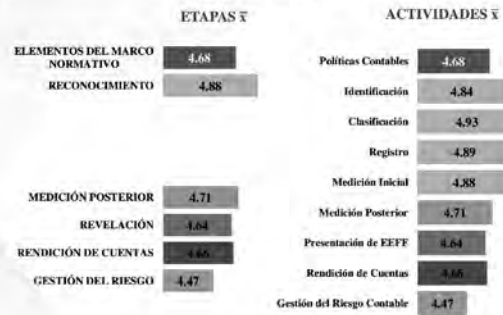 ETAPAS x̄
ELEMENTOS DEL MARCO
NORMATIVO
4.68
RECONOCIMIENTO
4.88
MEDICIÓN POSTERIOR
4.71
REVELACIÓN
4.64
RENDICIÓN DE CUENTAS
4.66
GESTIÓN DEL RIESGO
4.47
ACTIVIDADES x̄
Políticas Contables
4.68
Identificación
4.84
Clasificación
4.93
Registro
4.89
Medición Inicial
4.88
Medición Posterior
4.71
Presentación de EEFF
4.64
Rendición de Cuentas
4.66
Gestión del Riesgo Contable
4.47